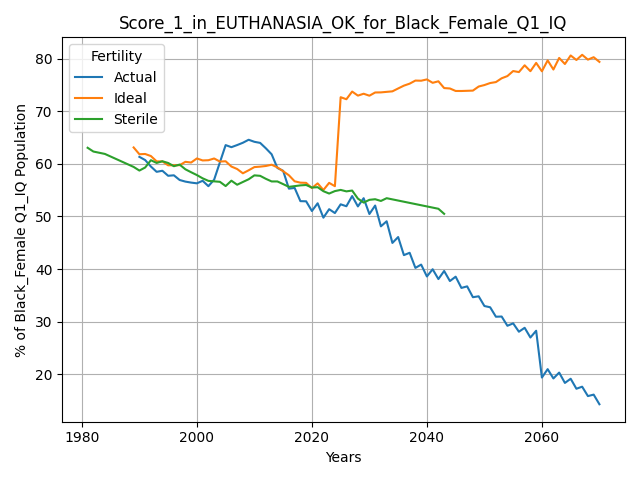 Score_1_in_EUTHANASIA_OK_for_Black_Female_Q1_IQ
Fertility
Actual
Ideal
Sterile
% of Black_Female Q1_IQ Population
80
70
60
50
40
30
20
1980
2000
2020
2040
2060
Years